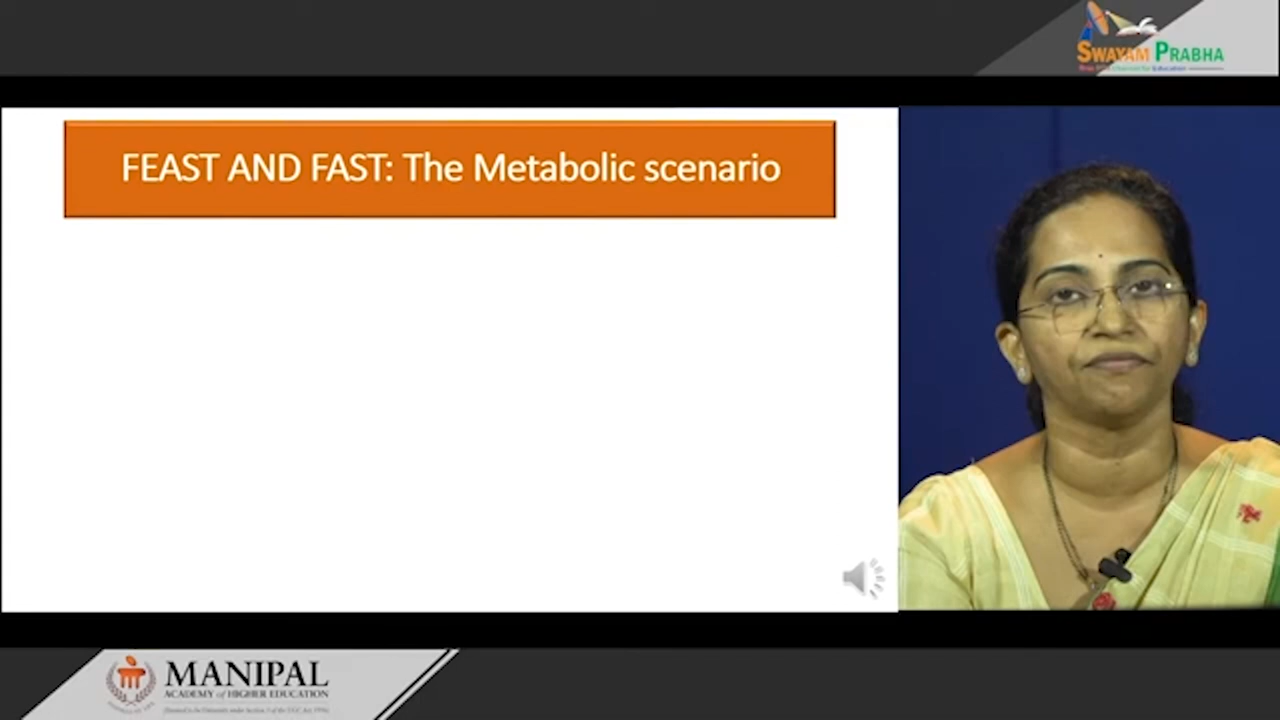 SWAYAM PRABHA
FEAST AND FAST: The Metabolic scenario
MANIPAL
ACADEMY of HIGHER EDUCATION